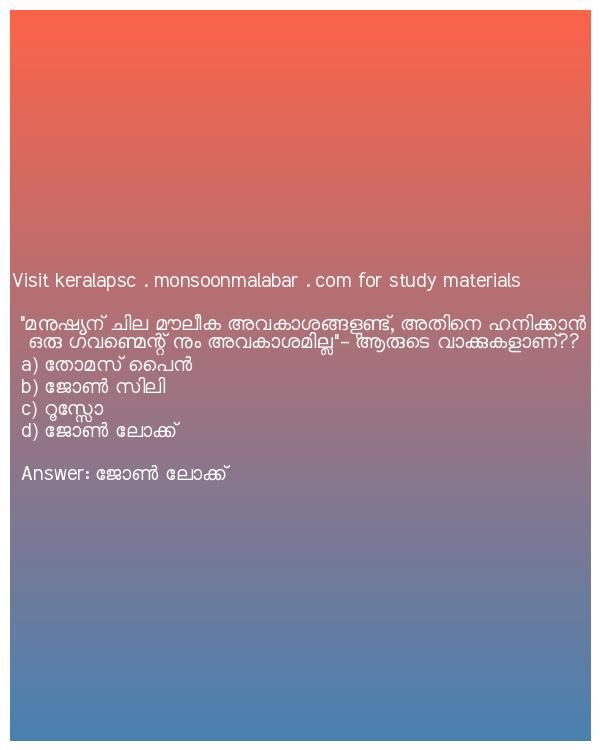 Visit keralapsc . monsoonmalabar . com for study materials
"മനുഷ്യന് ചില മൗലീക അവകാശങ്ങളുണ്ട്, അതിനെ ഹനിക്കാൻ
ഒരു ഗവണ്മെന്റ് നും അവകാശമില്ല"- ആരുടെ വാക്കുകളാണ്??
a) തോമസ് പൈൻ
b) ജോൺ സിലി
c) റൂസ്സോ
d) ജോൺ ലോക്ക്
Answer: ജോൺ ലോക്ക്